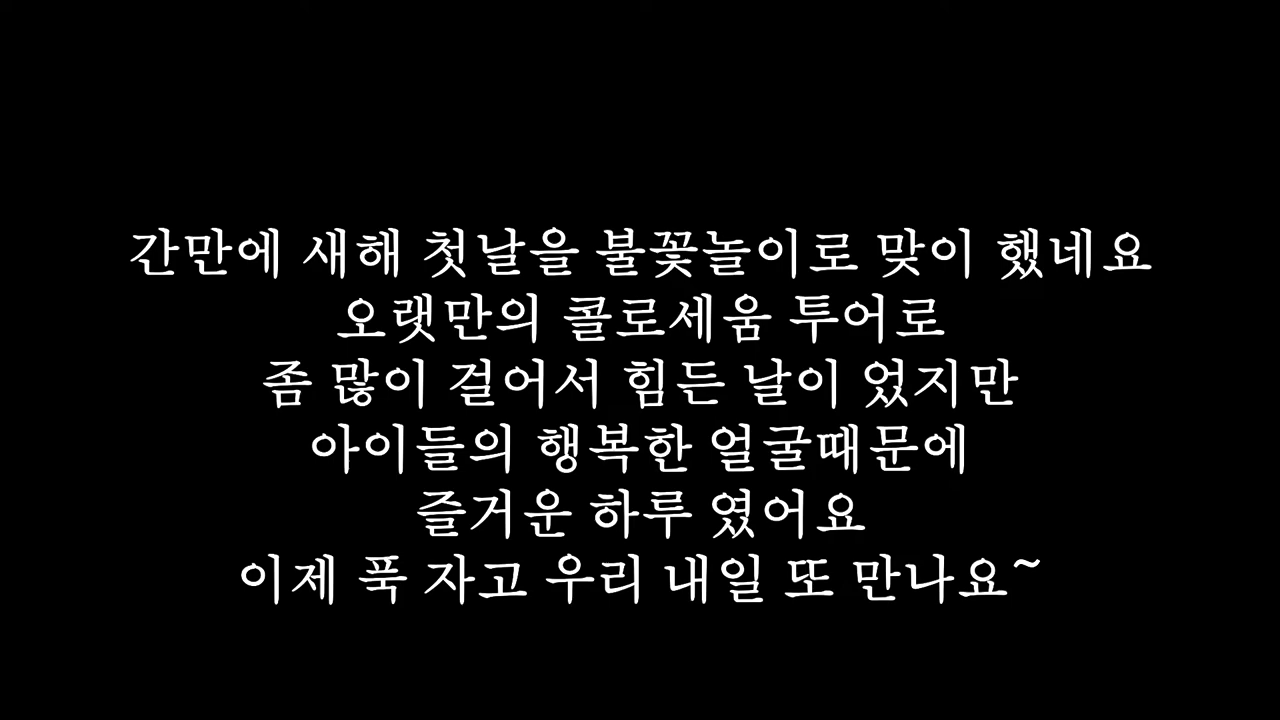 간만에 새해 첫날을 불꽃놀이로 맞이 했네요
오랫만의 콜로세움 투어로
좀 많이 걸어서 힘든 날이 었지만
아이들의 행복한 얼굴때문에
즐거운 하루 였어요
이제 푹 자고 우리 내일 또 만나요~